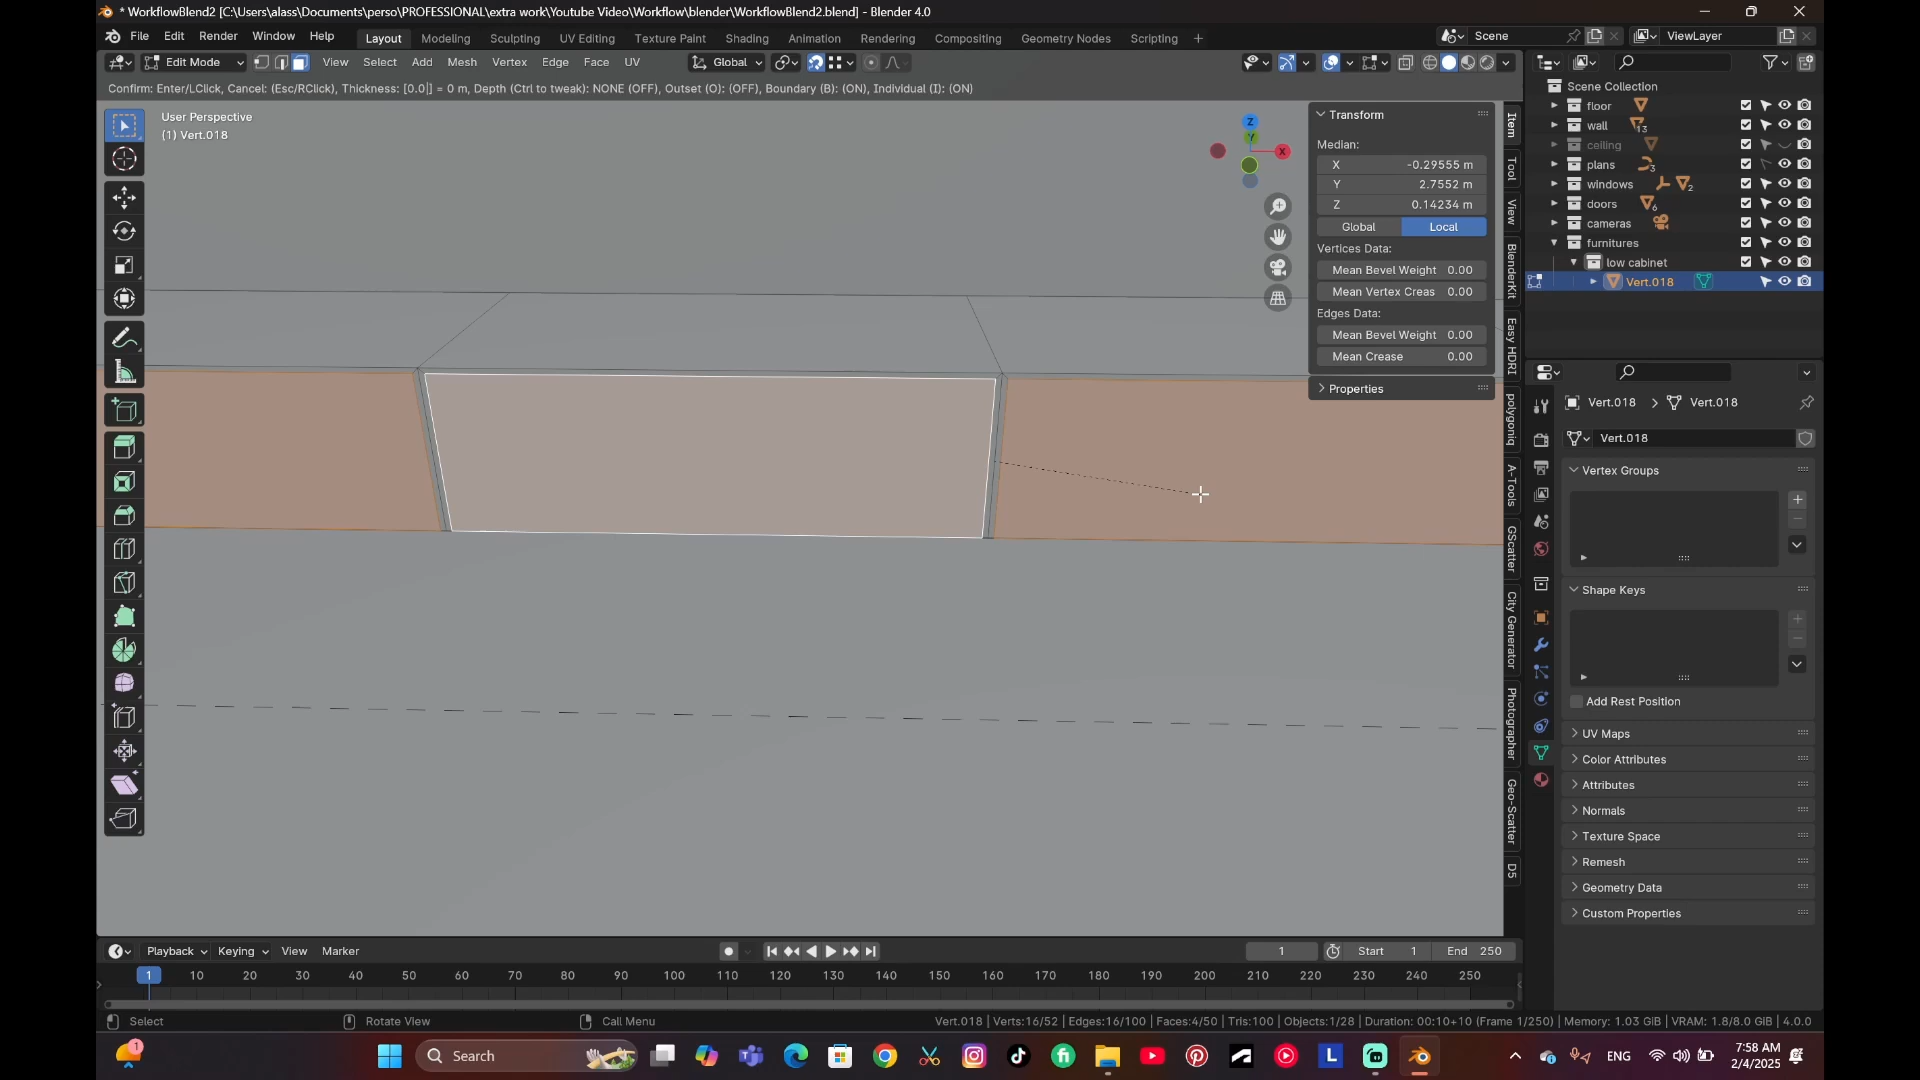 * WorkflowBlend2 [C:\Users\alass\Documents\perso\PROFESSIONAL\extra work\Youtube Video\Workflow\blender\WorkflowBlend2.blend] - Blender 4.0
File Edit Render Window Help Layout Modeling Sculpting UV Editing Texture Paint Shading Animation Rendering Compositing Geometry Nodes Scripting + Scene ViewLayer
Edit Mode View Select Add Mesh Vertex Edge Face UV Global
Confirm: Enter/LClick, Cancel: (Esc/RClick), Thickness: [0.0|] = 0 m, Depth (Ctrl to tweak): NONE (OFF), Outset (O): (OFF), Boundary (B): (ON), Individual (I): (ON)
User Perspective
(1) Vert.018
Z
Y
X
Transform
Median:
X -0.29555 m
Y 2.7552 m
Z 0.14234 m
Global Local
Vertices Data:
Mean Bevel Weight 0.00
Mean Vertex Creas 0.00
Edges Data:
Mean Bevel Weight 0.00
Mean Crease 0.00
Properties
Item
Tool
View
BlenderKit
Easy HDRI
polygoniq
A-Tools
GScatter
City Generator
Photographer
Geo-Scatter
D5
Scene Collection
floor
wall 13
ceiling
plans 3
windows 2
doors 6
cameras
furnitures
low cabinet
Vert.018
Vert.018 > Vert.018
Vert.018
Vertex Groups
Shape Keys
Add Rest Position
UV Maps
Color Attributes
Attributes
Normals
Texture Space
Remesh
Geometry Data
Custom Properties
Playback Keying View Marker 1 Start 1 End 250
1 10 20 30 40 50 60 70 80 90 100 110 120 130 140 150 160 170 180 190 200 210 220 230 240 250
Select Rotate View Call Menu Vert.018 | Verts:16/52 | Edges:16/100 | Faces:4/50 | Tris:100 | Objects:1/28 | Duration: 00:10+10 (Frame 1/250) | Memory: 1.03 GiB | VRAM: 1.8/8.0 GiB | 4.0.0
1 Search L ENG 7:58 AM
2/4/2025